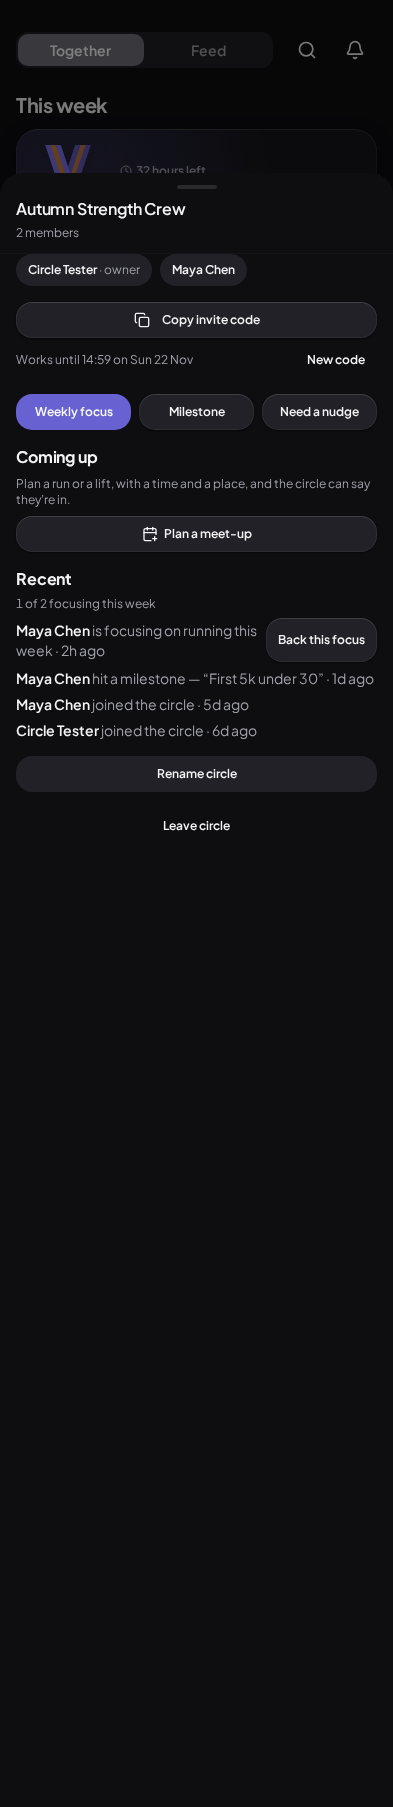 Together
Feed
This week
32 hours left
Autumn Strength Crew
2 members
Circle Tester · owner
Maya Chen
Copy invite code
Works until 14:59 on Sun 22 Nov
New code
Weekly focus
Milestone
Need a nudge
Coming up
Plan a run or a lift, with a time and a place, and the circle can say
they're in.
Plan a meet-up
Recent
1 of 2 focusing this week
Maya Chen is focusing on running this
week · 2h ago
Back this focus
Maya Chen hit a milestone — “First 5k under 30” · 1d ago
Maya Chen joined the circle · 5d ago
Circle Tester joined the circle · 6d ago
Rename circle
Leave circle